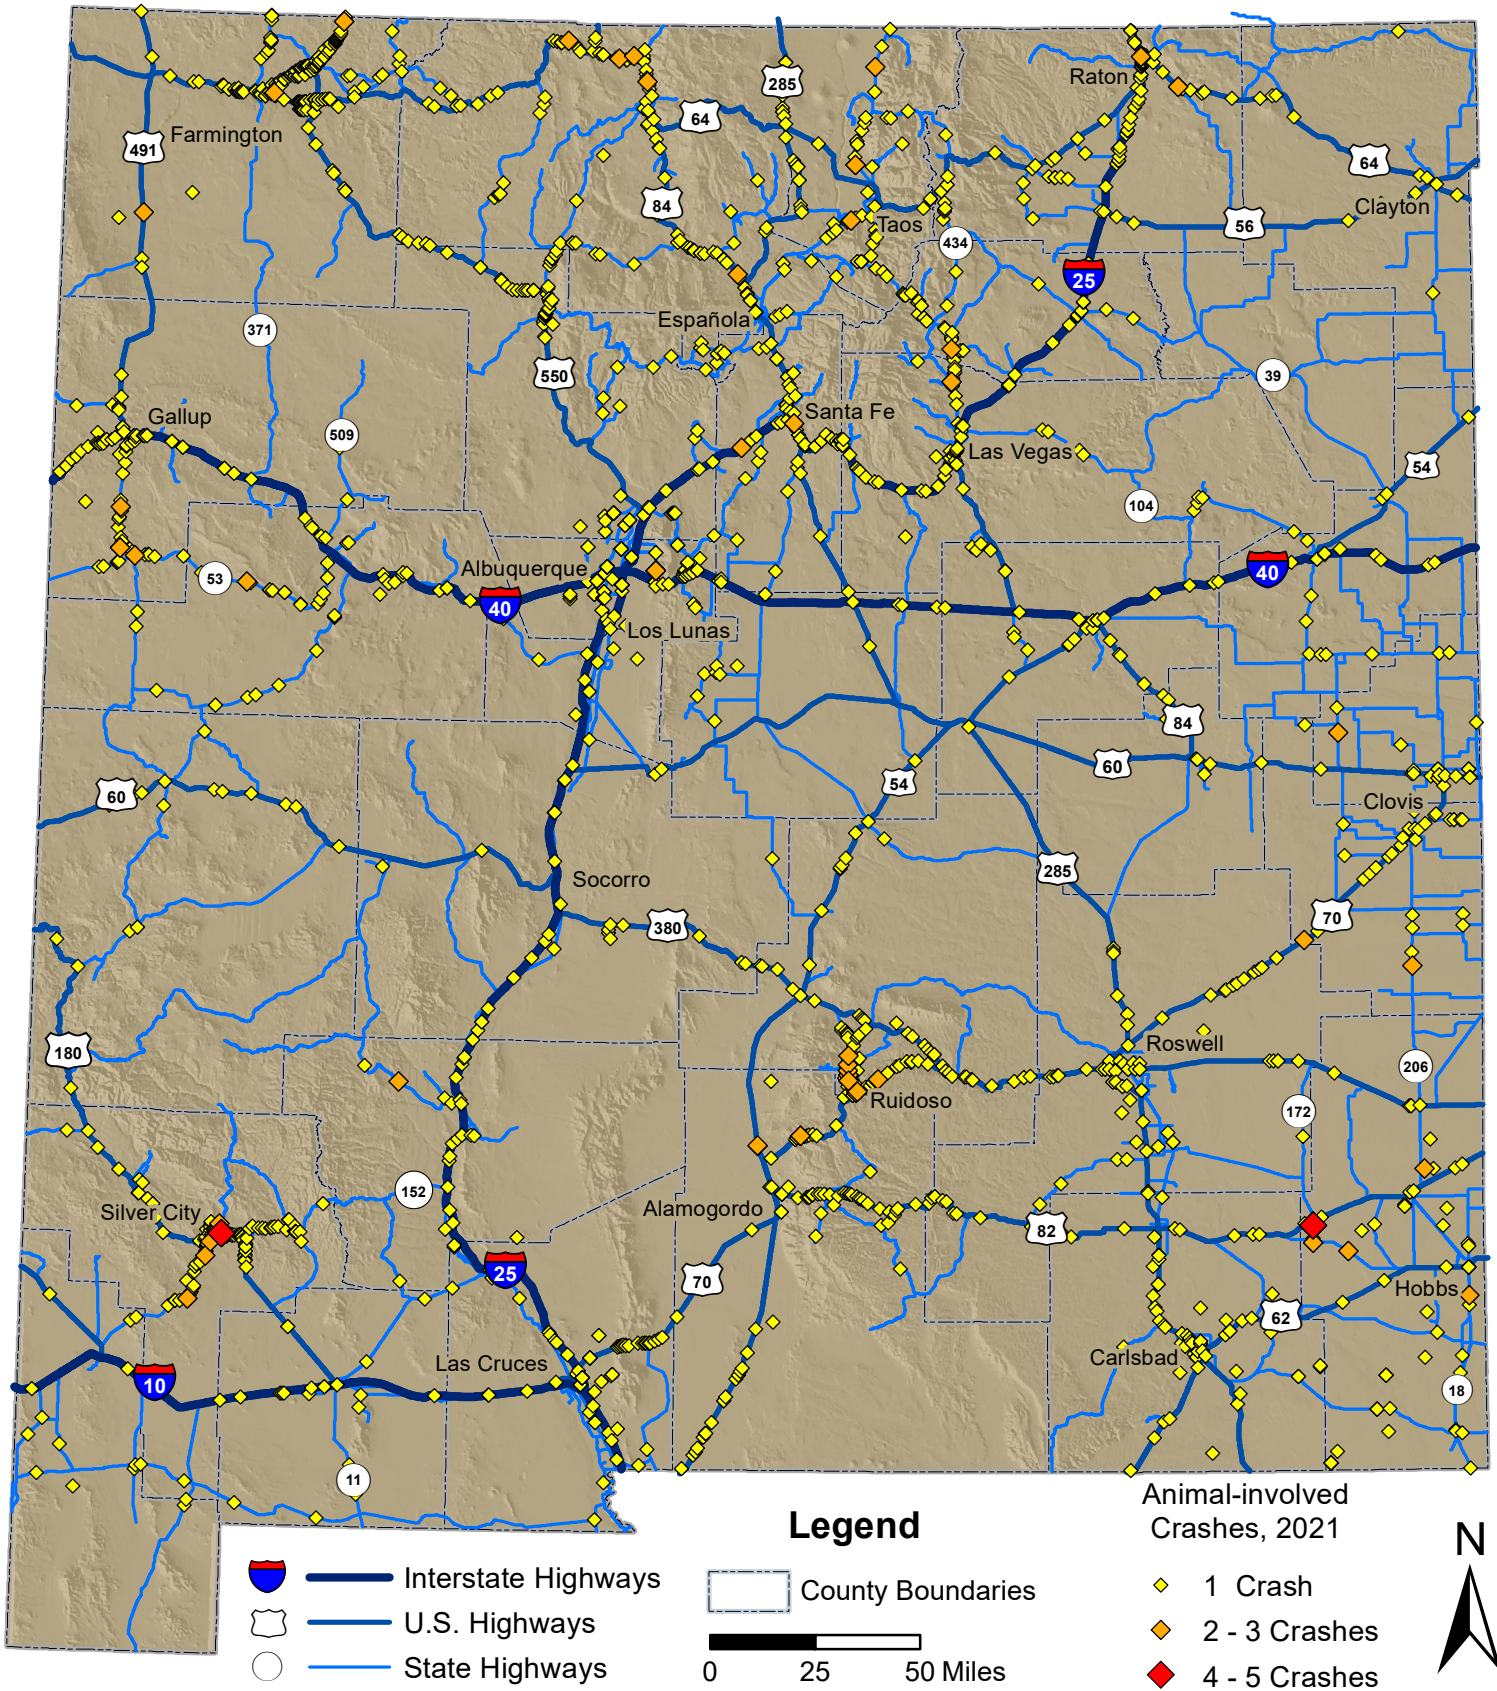 285
Raton
64
491
Farmington
64
84
Clayton
56
Taos
434
25
371
Española
550
39
Gallup
Santa Fe
509
Las Vegas
54
104
Albuquerque
40
53
40
Los Lunas
84
60
54
60
Clovis
285
Socorro
70
380
180
Roswell
206
Ruidoso
172
152
Silver City
Alamogordo
82
25
70
Hobbs
62
Las Cruces
Carlsbad
10
18
11
Legend
Interstate Highways
U.S. Highways
State Highways
County Boundaries
0 25 50 Miles
Animal-involved
Crashes, 2021
1 Crash
2 - 3 Crashes
4 - 5 Crashes
N